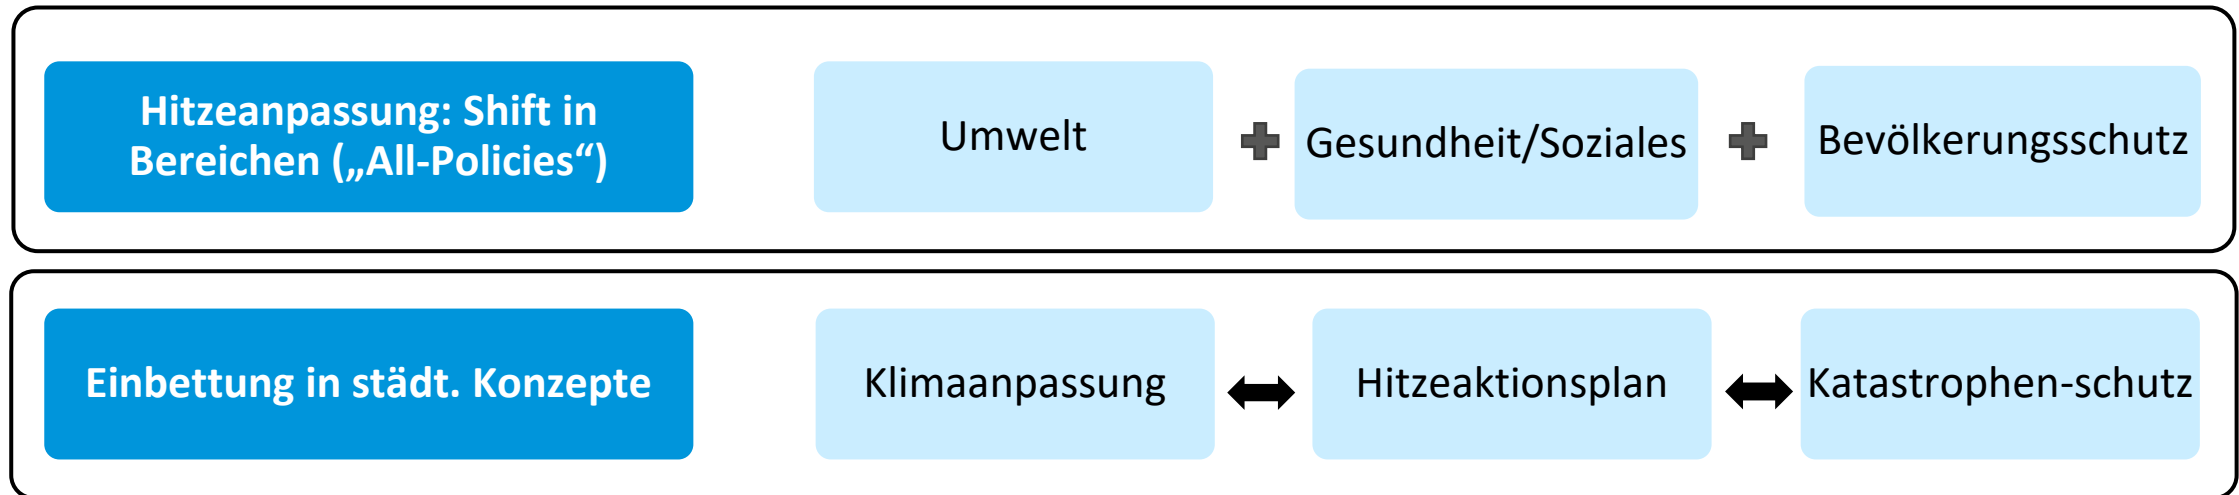 Hitzeanpassung: Shift in
Bereichen („All-Policies“)
Umwelt
Gesundheit/Soziales
Bevölkerungsschutz
Einbettung in städt. Konzepte
Klimaanpassung
Hitzeaktionsplan
Katastrophen-schutz